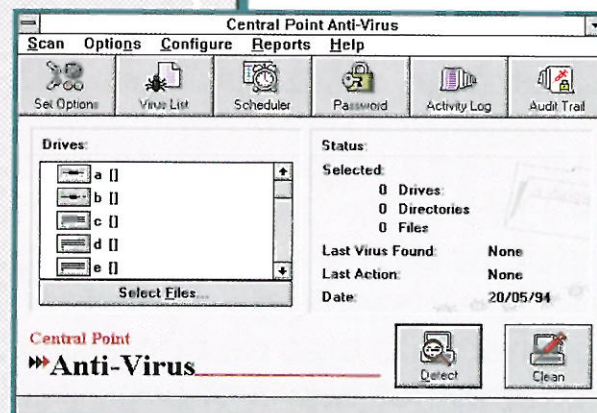 Central Point Anti-Virus
Scan Options Configure Reports Help
Set Options Virus List Scheduler Password Activity Log Audit Trail
Drives:
a []
b []
c []
d []
e []
Select Files...
Status:
Selected:
0 Drives
0 Directories
0 Files
Last Virus Found: None
Last Action: None
Date: 20/05/94
Central Point
Anti-Virus
Detect
Clean